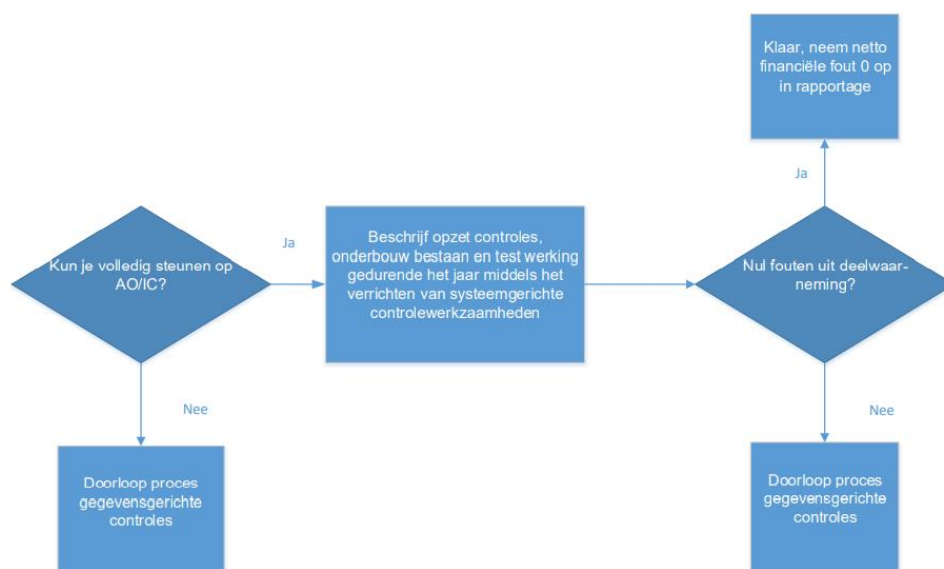 Klaar, neem netto
financiële fout 0 op
in rapportage
Ja
Kun je volledig steunen op
AO/IC?
Ja
Beschrijf opzet controles,
onderbouw bestaan en test werking
gedurende het jaar middels het
verrichten van systeemgerichte
controlewerkzaamheden
Nul fouten uit deelwaar-
neming?
Nee
Doorloop proces
gegevensgerichte
controles
Nee
Doorloop proces
gegevensgerichte
controles